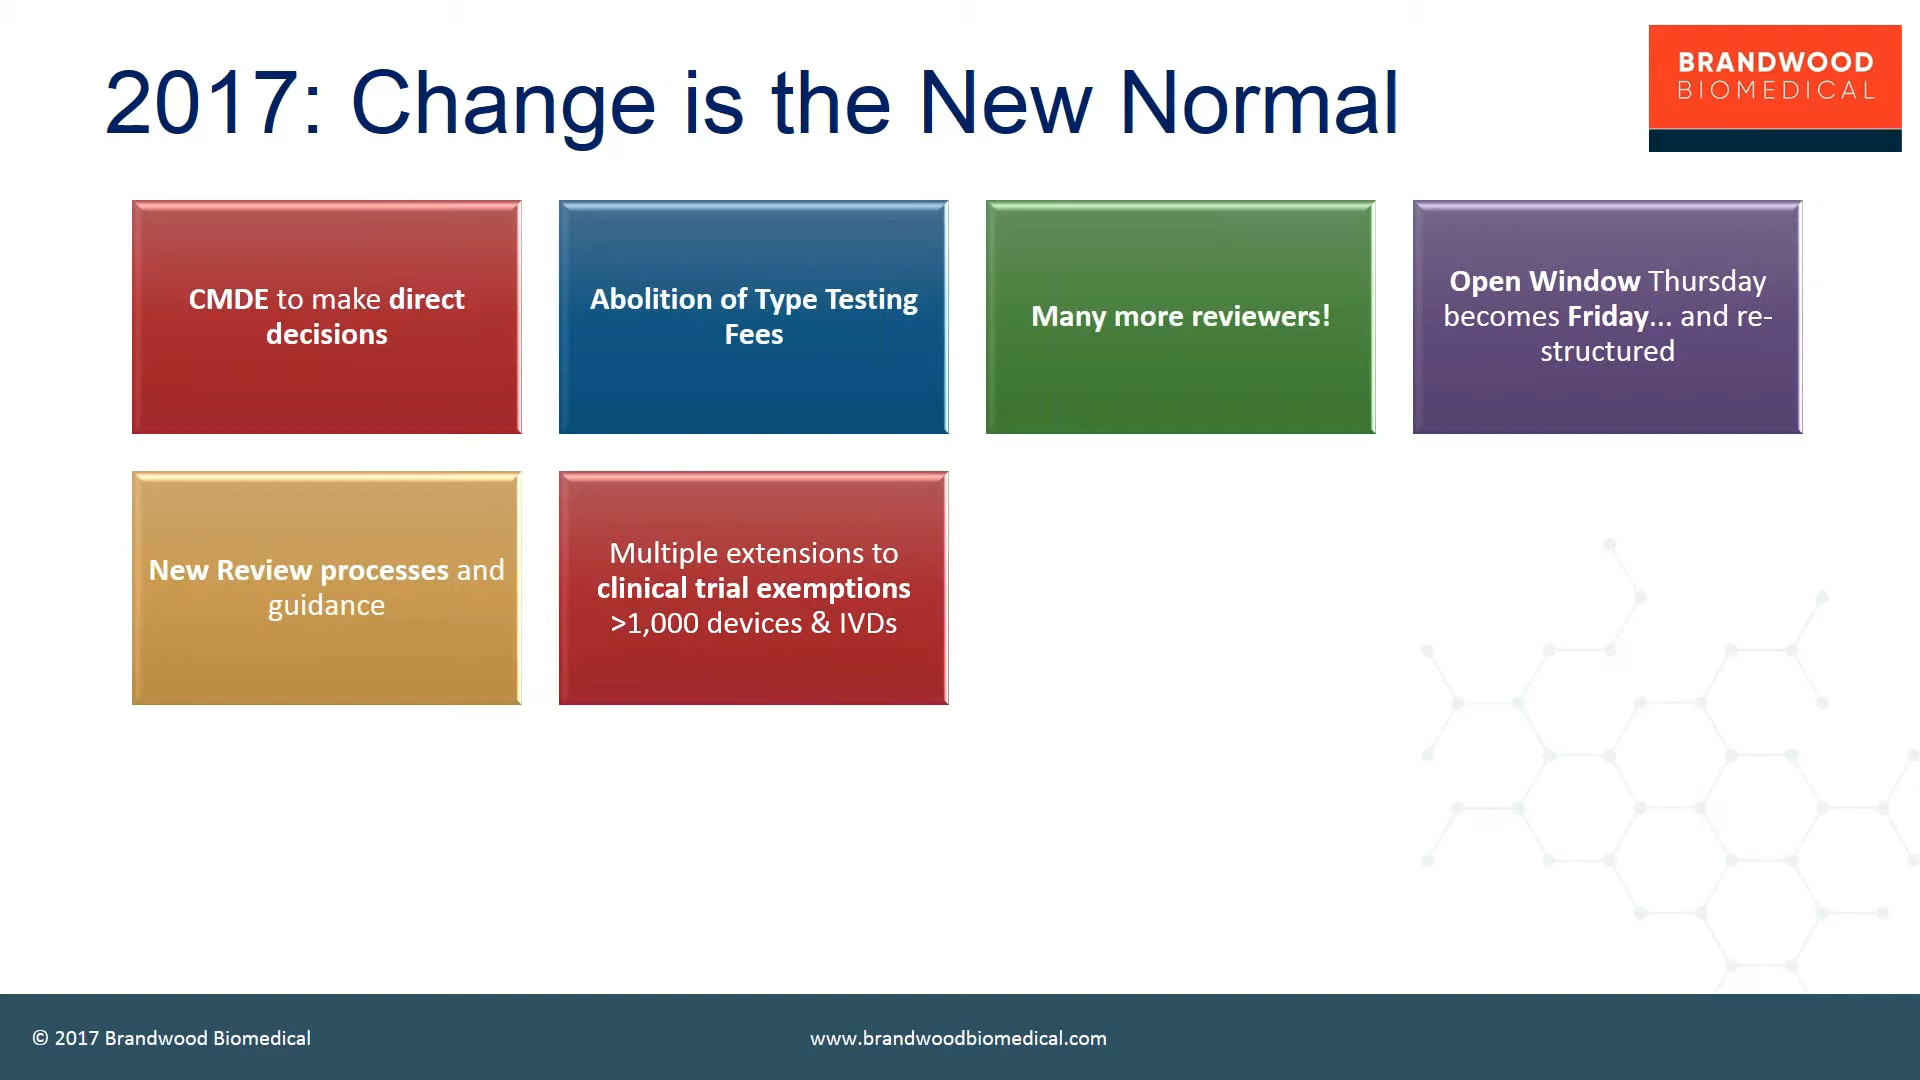 2017: Change is the New Normal
BRANDWOOD
BIOMEDICAL
CMDE to make direct
decisions
Abolition of Type Testing
Fees
Many more reviewers!
Open Window Thursday
becomes Friday... and re-
structured
New Review processes and
guidance
Multiple extensions to
clinical trial exemptions
>1,000 devices & IVDs
© 2017 Brandwood Biomedical
www.brandwoodbiomedical.com